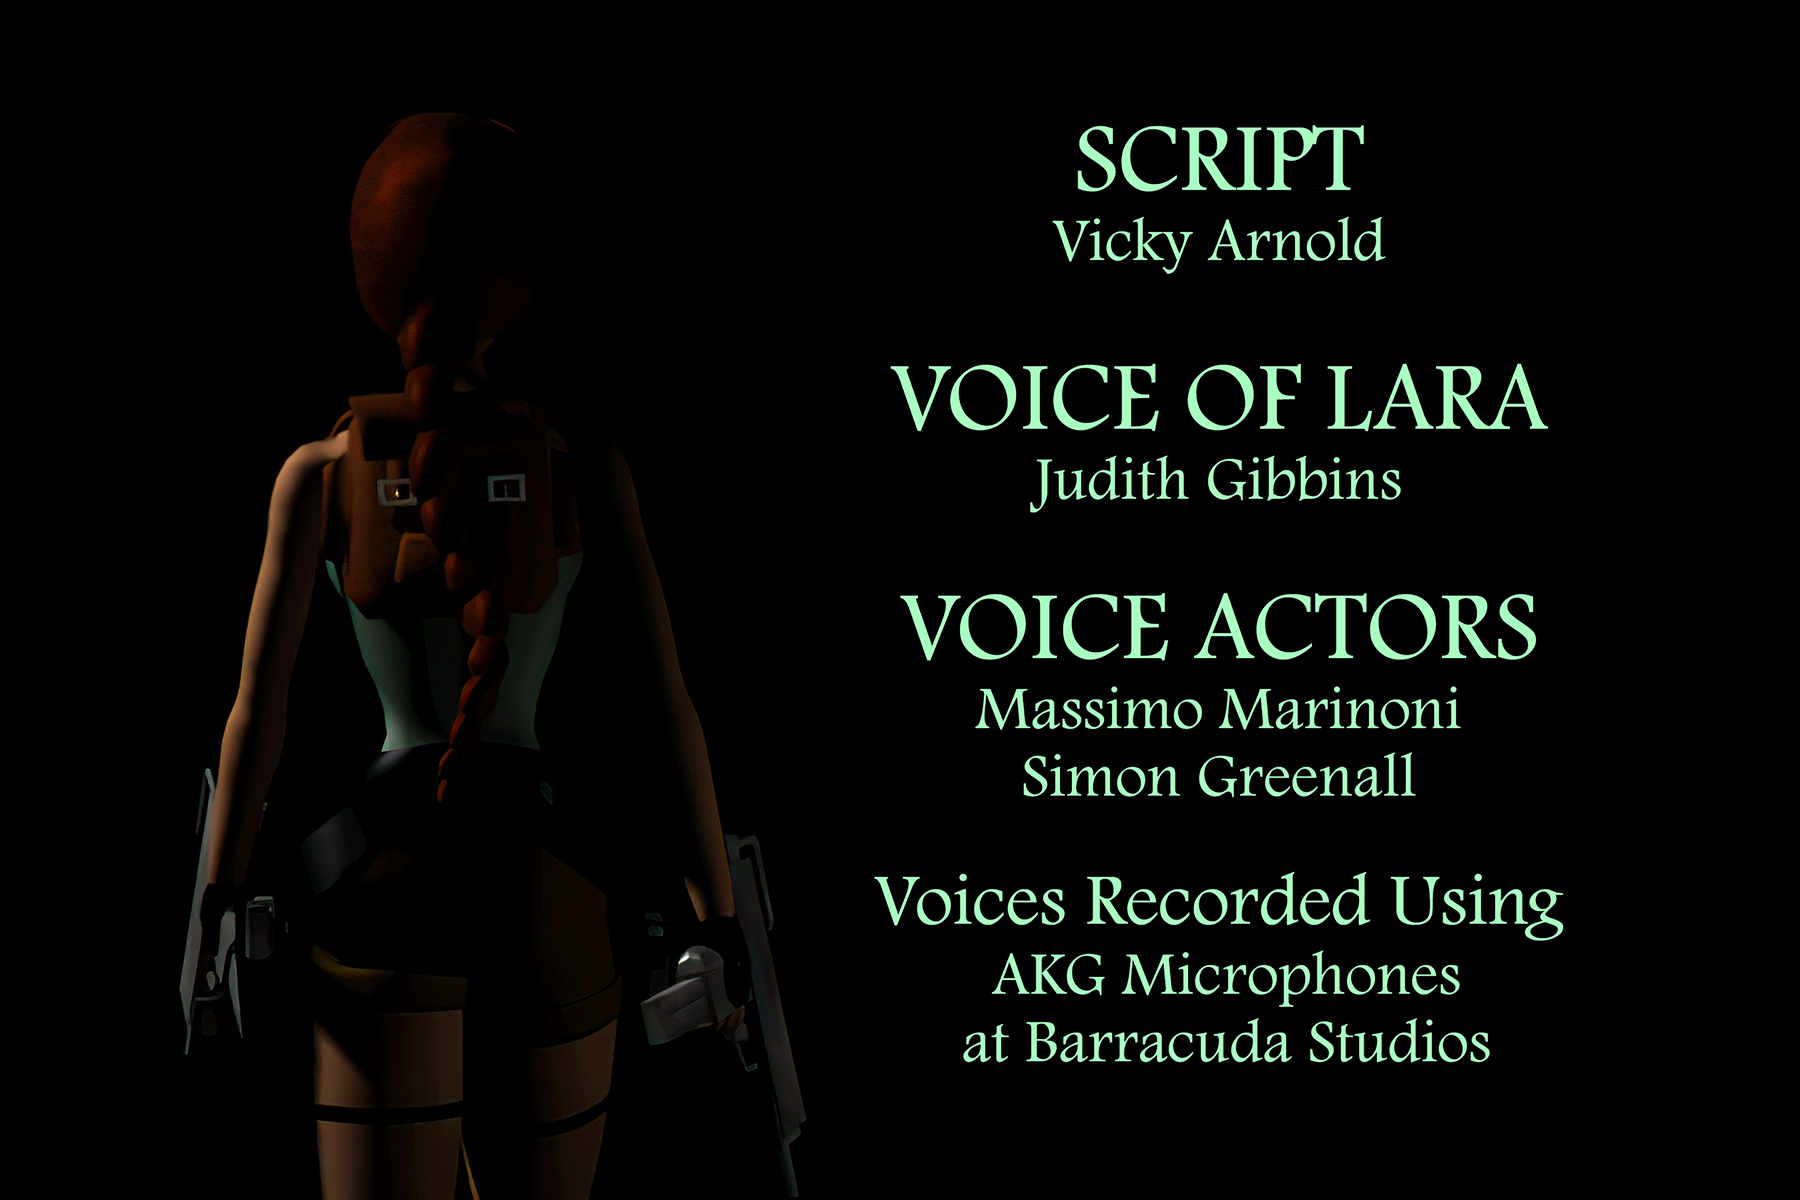 SCRIPT
Vicky Arnold
VOICE OF LARA
Judith Gibbins
VOICE ACTORS
Massimo Marinoni
Simon Greenall
Voices Recorded Using
AKG Microphones
at Barracuda Studios